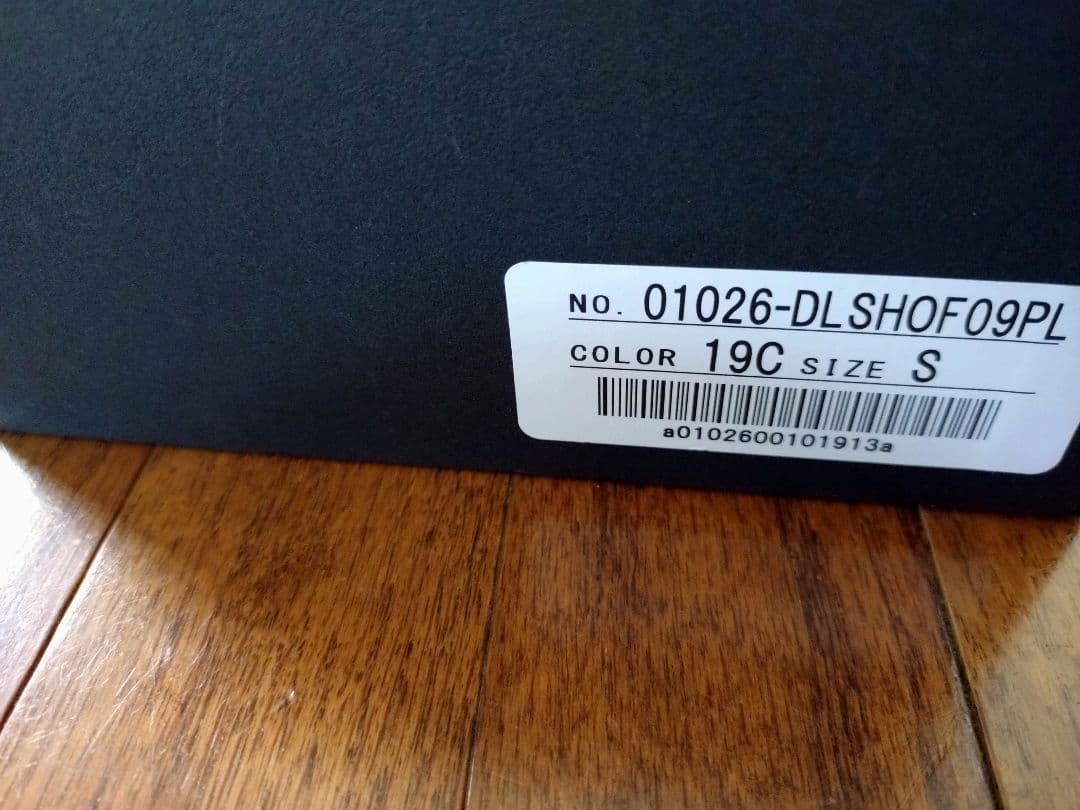 NO. 01026-DLSHOF09PL
COLOR 19C SIZE S
a0102600101913a